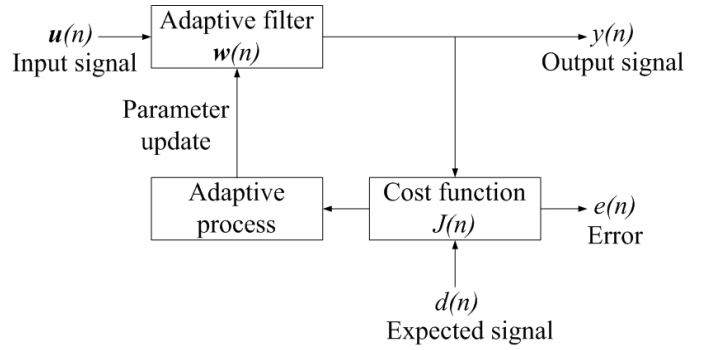 u(n)
Input signal
Adaptive filter
w(n)
y(n)
Output signal
Parameter
update
Adaptive
process
Cost function
J(n)
e(n)
Error
d(n)
Expected signal